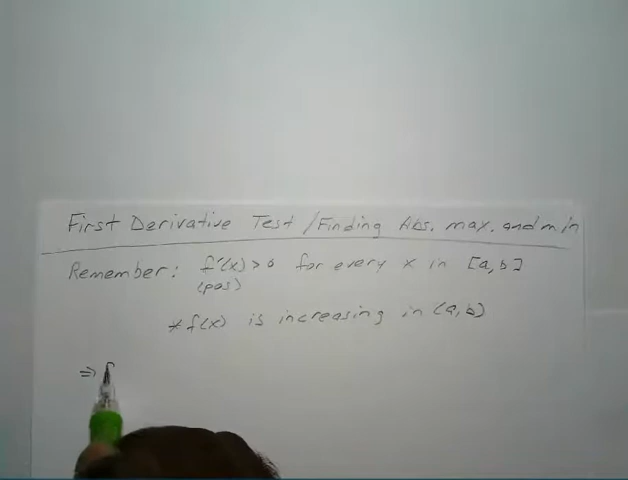 First Derivative Test / Finding Abs. max. and min
Remember: f'(x) > 0 for every x in [a, b]
(pos)
* f(x) is increasing in (a, b)
⇒